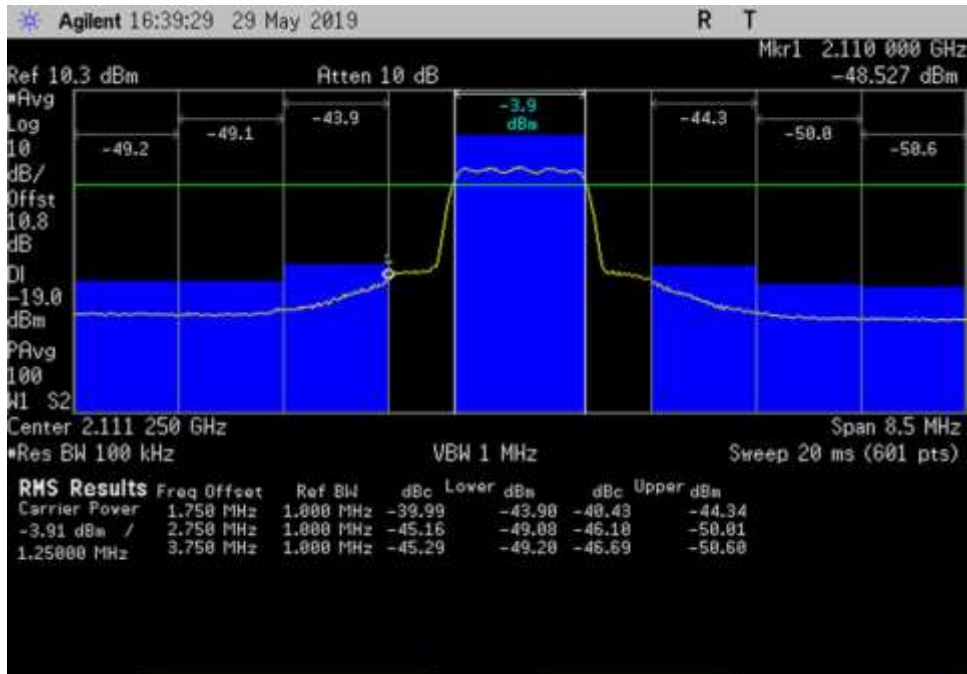 Agilent 16:39:29 29 May 2019 R T
Mkr1 2.110 000 GHz
Ref 10.3 dBm Atten 10 dB -48.527 dBm
#Avg
Log
10
dB/
Offst
10.8
dB
DI
-19.0
dBm
PAvg
100
W1 S2
-49.2 -49.1 -43.9 -3.9 dBm -44.3 -50.0 -50.6
Center 2.111 250 GHz Span 8.5 MHz
#Res BW 100 kHz VBW 1 MHz Sweep 20 ms (601 pts)
RMS Results Freq Offset Ref BW dBc Lower dBm dBc Upper dBm
Carrier Power 1.750 MHz 1.000 MHz -39.99 -43.90 -40.43 -44.34
-3.91 dBm / 2.750 MHz 1.000 MHz -45.16 -49.08 -46.10 -50.01
1.25000 MHz 3.750 MHz 1.000 MHz -45.29 -49.20 -46.69 -50.60